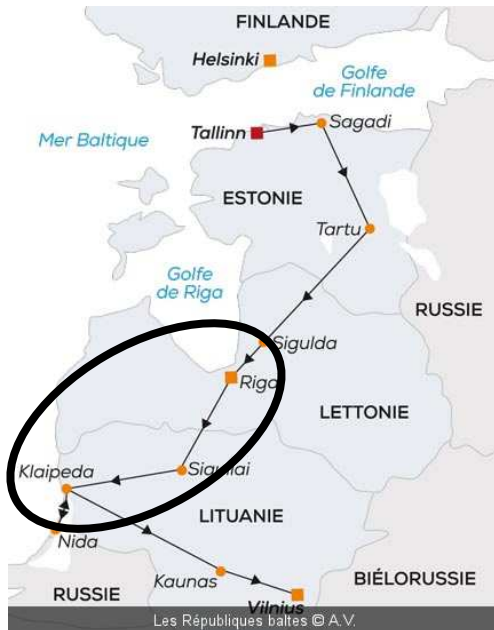 FINLANDE
Helsinki
Golfe
de Finlande
Mer Baltique
Tallinn
Sagadi
ESTONIE
Tartu
Golfe
de Riga
RUSSIE
Sigulda
Riga
LETTONIE
Klaipeda
Siaulai
LITUANIE
Nida
Kaunas
BIÉLORUSSIE
RUSSIE
Vilnius
Les Républiques baltes © A.V.